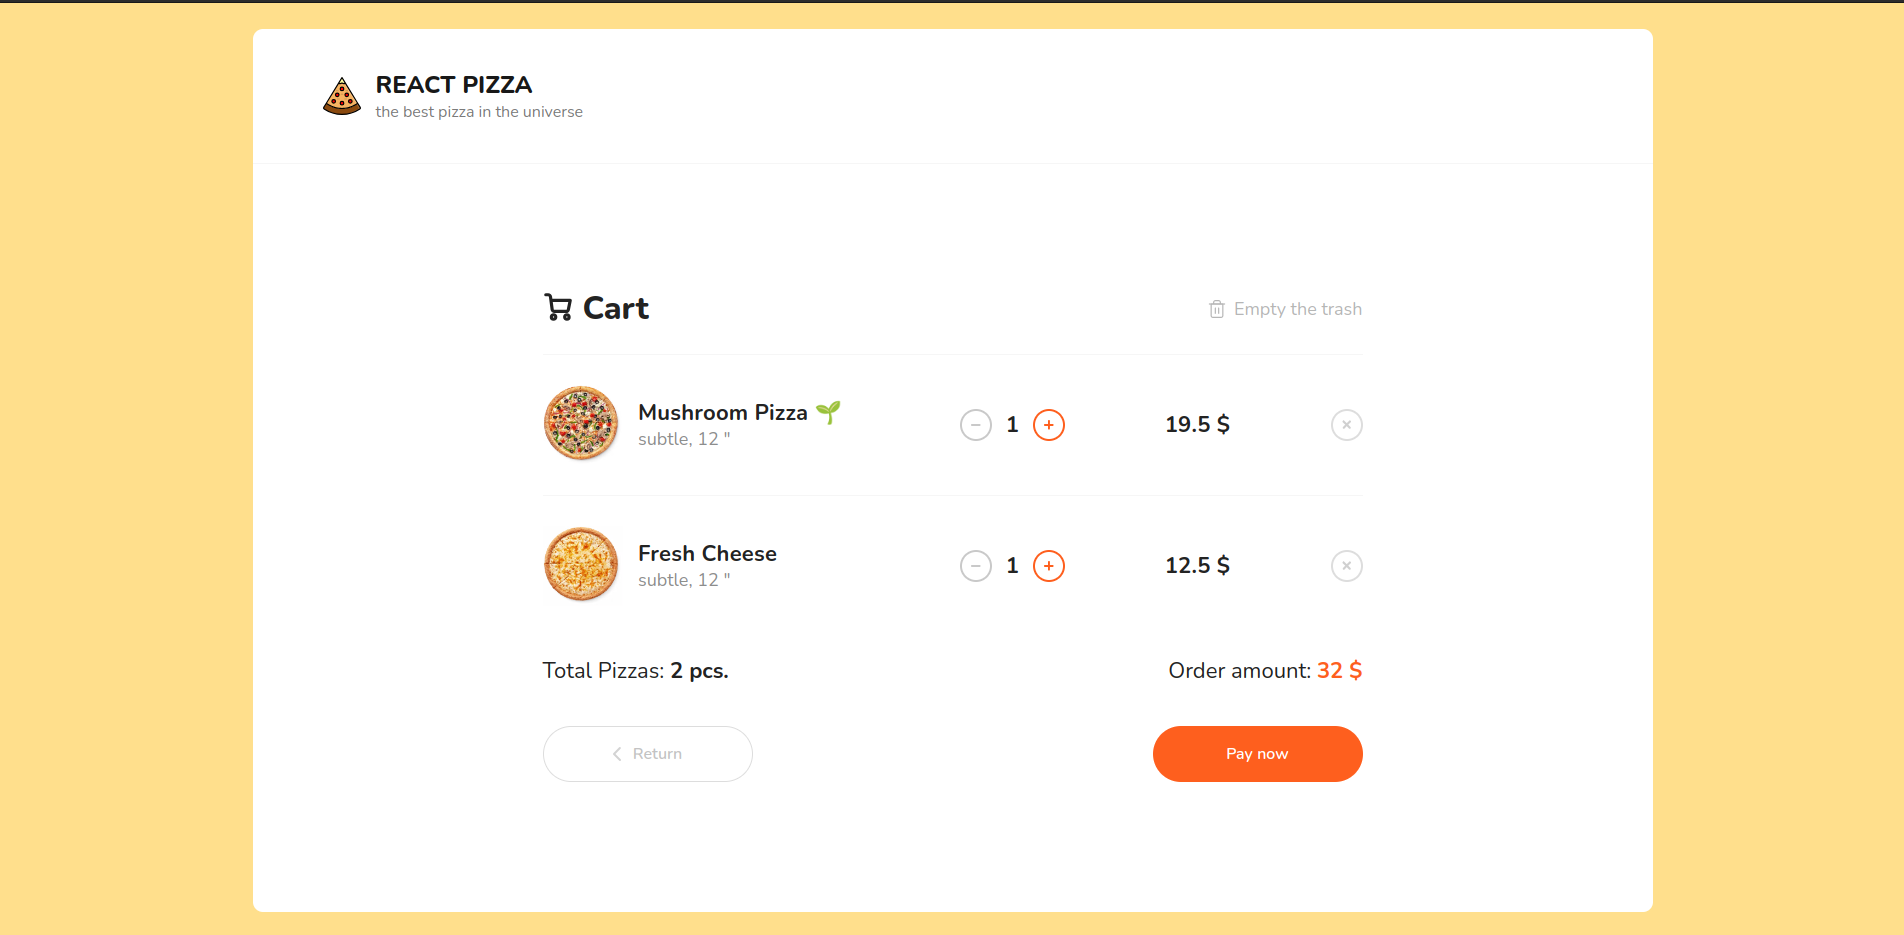 REACT PIZZA
the best pizza in the universe
Cart
Empty the trash
Mushroom Pizza 🌱
subtle, 12 "
1
19.5 $
Fresh Cheese
subtle, 12 "
1
12.5 $
Total Pizzas: 2 pcs.
Order amount: 32 $
Return
Pay now